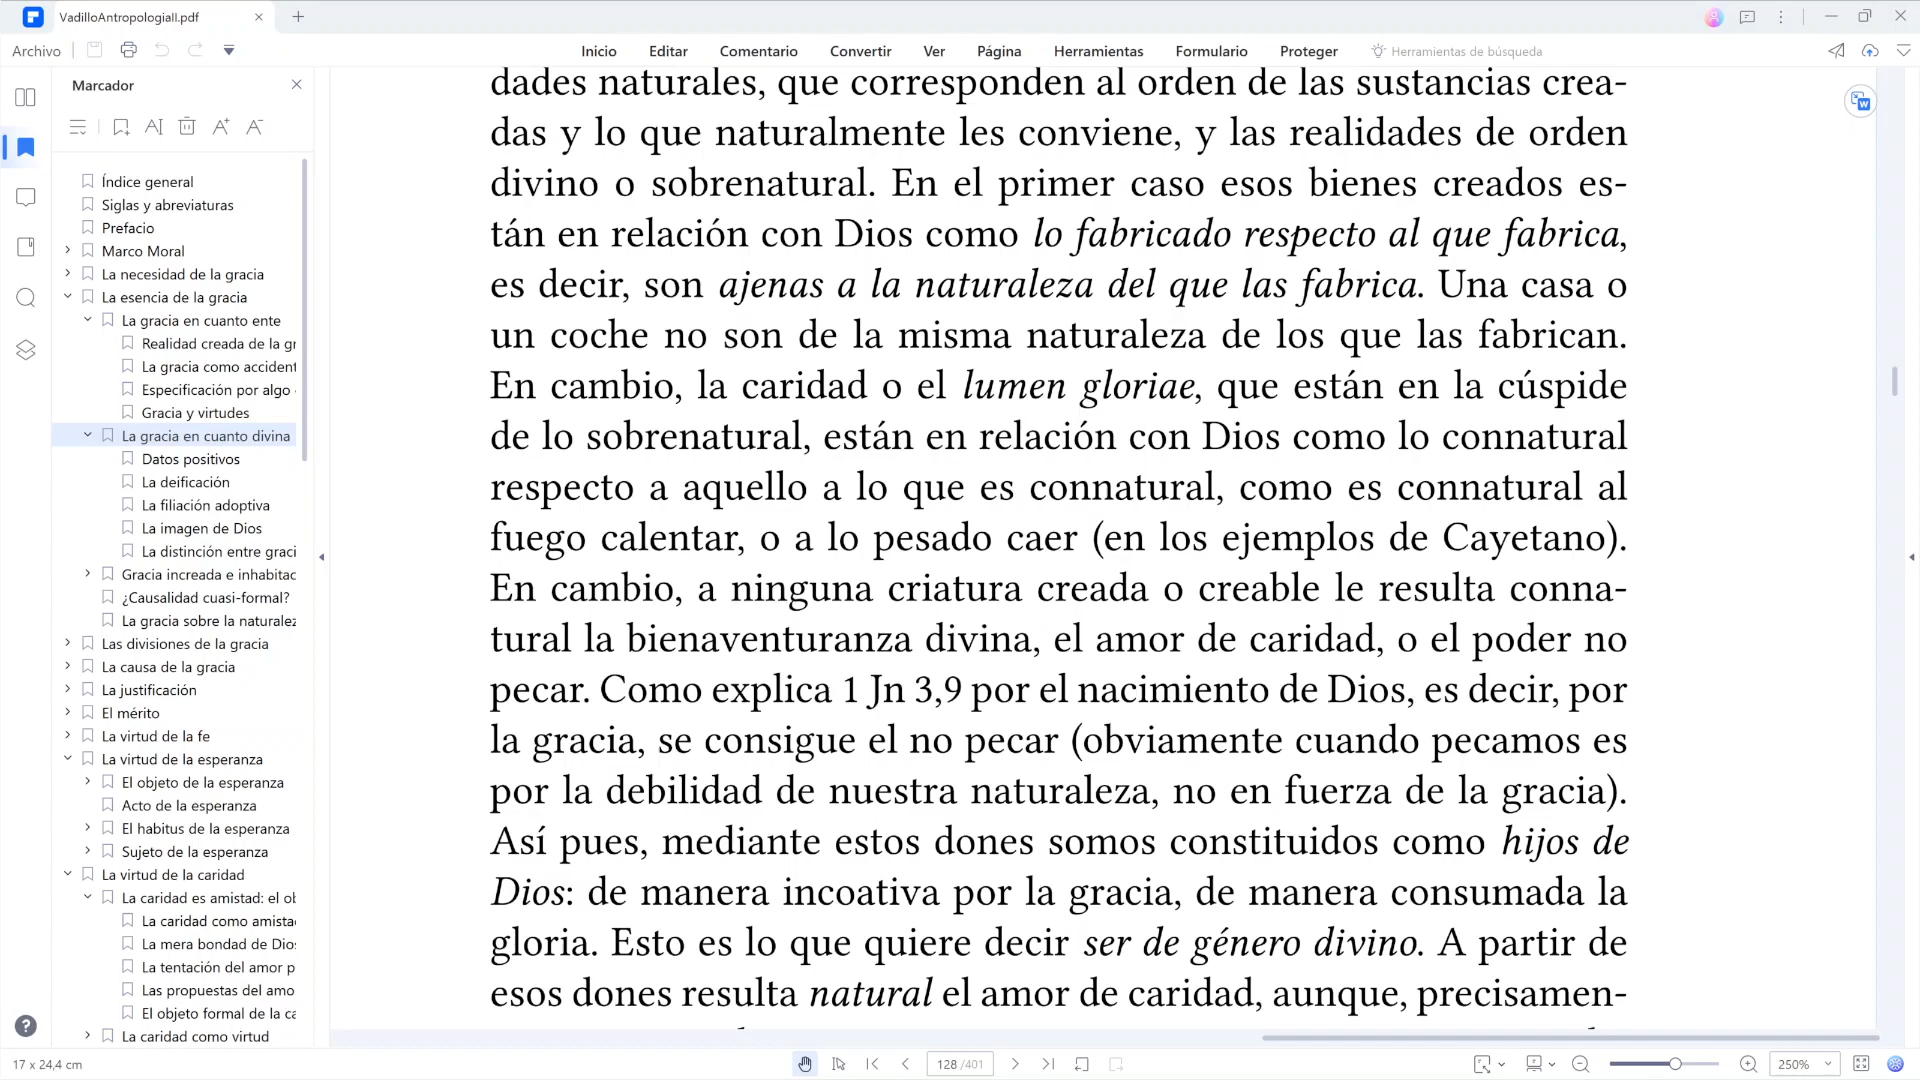 VadilloAntropologiaII.pdf
Archivo
Inicio Editar Comentario Convertir Ver Página Herramientas Formulario Proteger Herramientas de búsqueda
Marcador
Índice general
Siglas y abreviaturas
Prefacio
Marco Moral
La necesidad de la gracia
La esencia de la gracia
La gracia en cuanto ente
Realidad creada de la gr
La gracia como accident
Especificación por algo
Gracia y virtudes
La gracia en cuanto divina
Datos positivos
La deificación
La filiación adoptiva
La imagen de Dios
La distinción entre graci
Gracia increada e inhabitac
¿Causalidad cuasi-formal?
La gracia sobre la naturalez
Las divisiones de la gracia
La causa de la gracia
La justificación
El mérito
La virtud de la fe
La virtud de la esperanza
El objeto de la esperanza
Acto de la esperanza
El habitus de la esperanza
Sujeto de la esperanza
La virtud de la caridad
La caridad es amistad: el ob
La caridad como amista
La mera bondad de Dio
La tentación del amor p
Las propuestas del amo
El objeto formal de la ca
La caridad como virtud
dades naturales, que corresponden al orden de las sustancias crea-
das y lo que naturalmente les conviene, y las realidades de orden
divino o sobrenatural. En el primer caso esos bienes creados es-
tán en relación con Dios como lo fabricado respecto al que fabrica,
es decir, son ajenas a la naturaleza del que las fabrica. Una casa o
un coche no son de la misma naturaleza de los que las fabrican.
En cambio, la caridad o el lumen gloriae, que están en la cúspide
de lo sobrenatural, están en relación con Dios como lo connatural
respecto a aquello a lo que es connatural, como es connatural al
fuego calentar, o a lo pesado caer (en los ejemplos de Cayetano).
En cambio, a ninguna criatura creada o creable le resulta conna-
tural la bienaventuranza divina, el amor de caridad, o el poder no
pecar. Como explica 1 Jn 3,9 por el nacimiento de Dios, es decir, por
la gracia, se consigue el no pecar (obviamente cuando pecamos es
por la debilidad de nuestra naturaleza, no en fuerza de la gracia).
Así pues, mediante estos dones somos constituidos como hijos de
Dios: de manera incoativa por la gracia, de manera consumada la
gloria. Esto es lo que quiere decir ser de género divino. A partir de
esos dones resulta natural el amor de caridad, aunque, precisamen-
17 x 24,4 cm
128 /401
250%